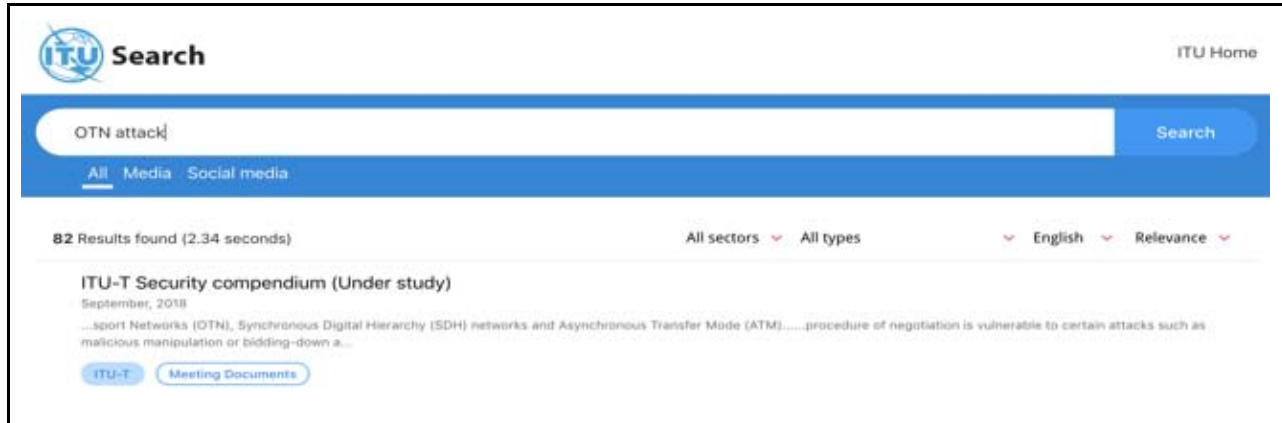 ITU Search
ITU Home
OTN attack
Search
All Media Social media
82 Results found (2.34 seconds)
All sectors All types English Relevance
ITU-T Security compendium (Under study)
September, 2018
...sport Networks (OTN), Synchronous Digital Hierarchy (SDH) networks and Asynchronous Transfer Mode (ATM)......procedure of negotiation is vulnerable to certain attacks such as
malicious manipulation or bidding-down a...
ITU-T Meeting Documents